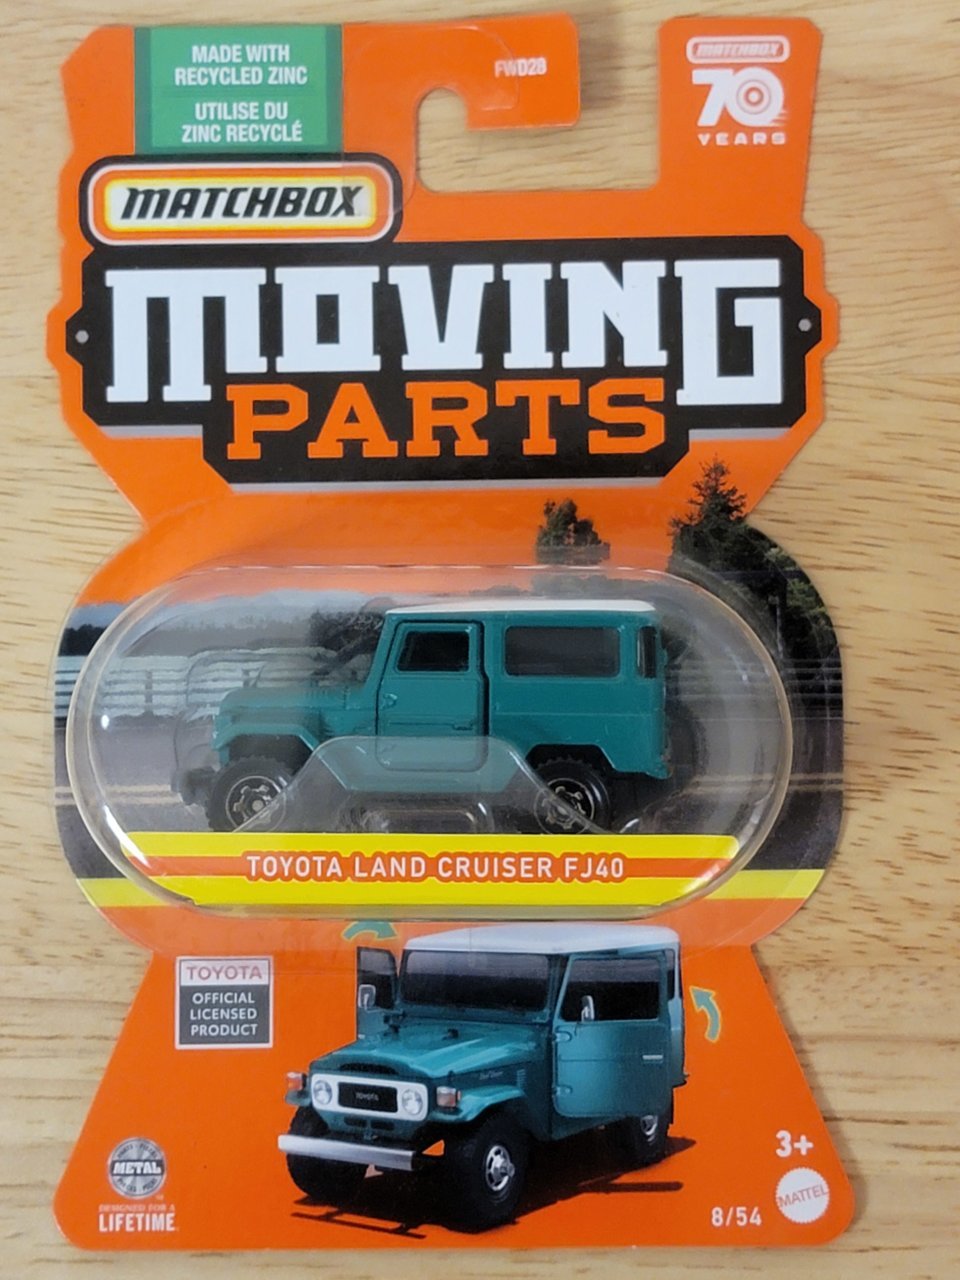 MADE WITH
RECYCLED ZINC
UTILISE DU
ZINC RECYCLÉ
FWD28
MATCHBOX
70
YEARS
MATCHBOX
MOVING
PARTS
TOYOTA LAND CRUISER FJ40
TOYOTA
OFFICIAL
LICENSED
PRODUCT
TOYOTA
METAL
DESIGNED FOR A
LIFETIME
3+
MATTEL
8/54